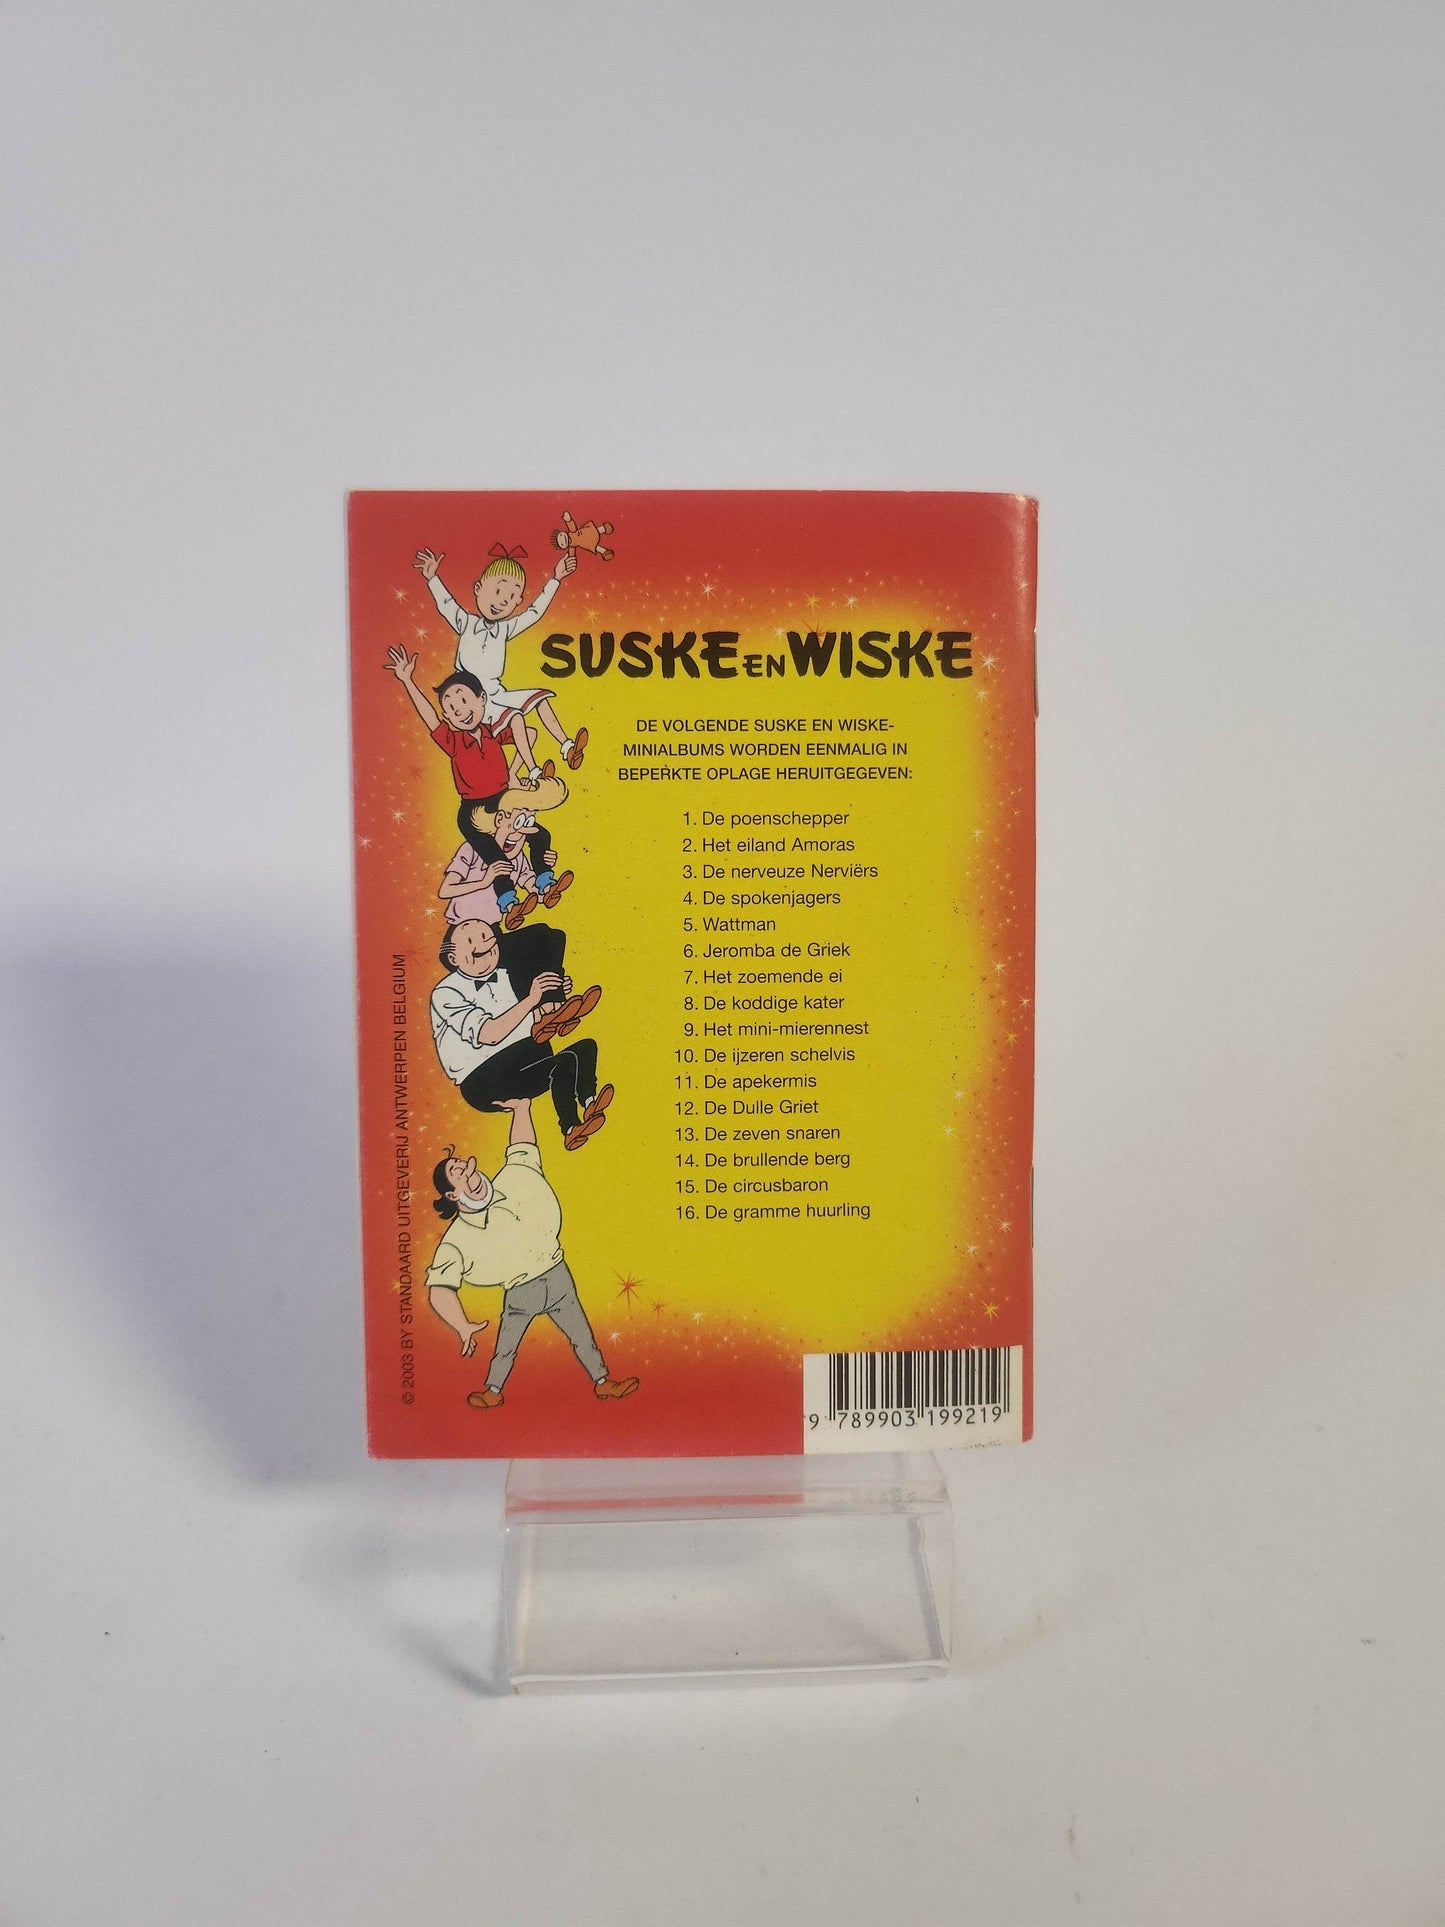 SUSKE EN WISKE
DE VOLGENDE SUSKE EN WISKE-
MINIALBUMS WORDEN EENMALIG IN
BEPERKTE OPLAGE HERUITGEGEVEN:
1. De poenschepper
2. Het eiland Amoras
3. De nerveuze Nerviërs
4. De spokenjagers
5. Wattman
6. Jeromba de Griek
7. Het zoemende ei
8. De koddige kater
9. Het mini-mierennest
10. De ijzeren schelvis
11. De apekermis
12. De Dulle Griet
13. De zeven snaren
14. De brullende berg
15. De circusbaron
16. De gramme huurling
© 2003 BY STANDAARD UITGEVERIJ ANTWERPEN BELGIUM
9 789903 199219